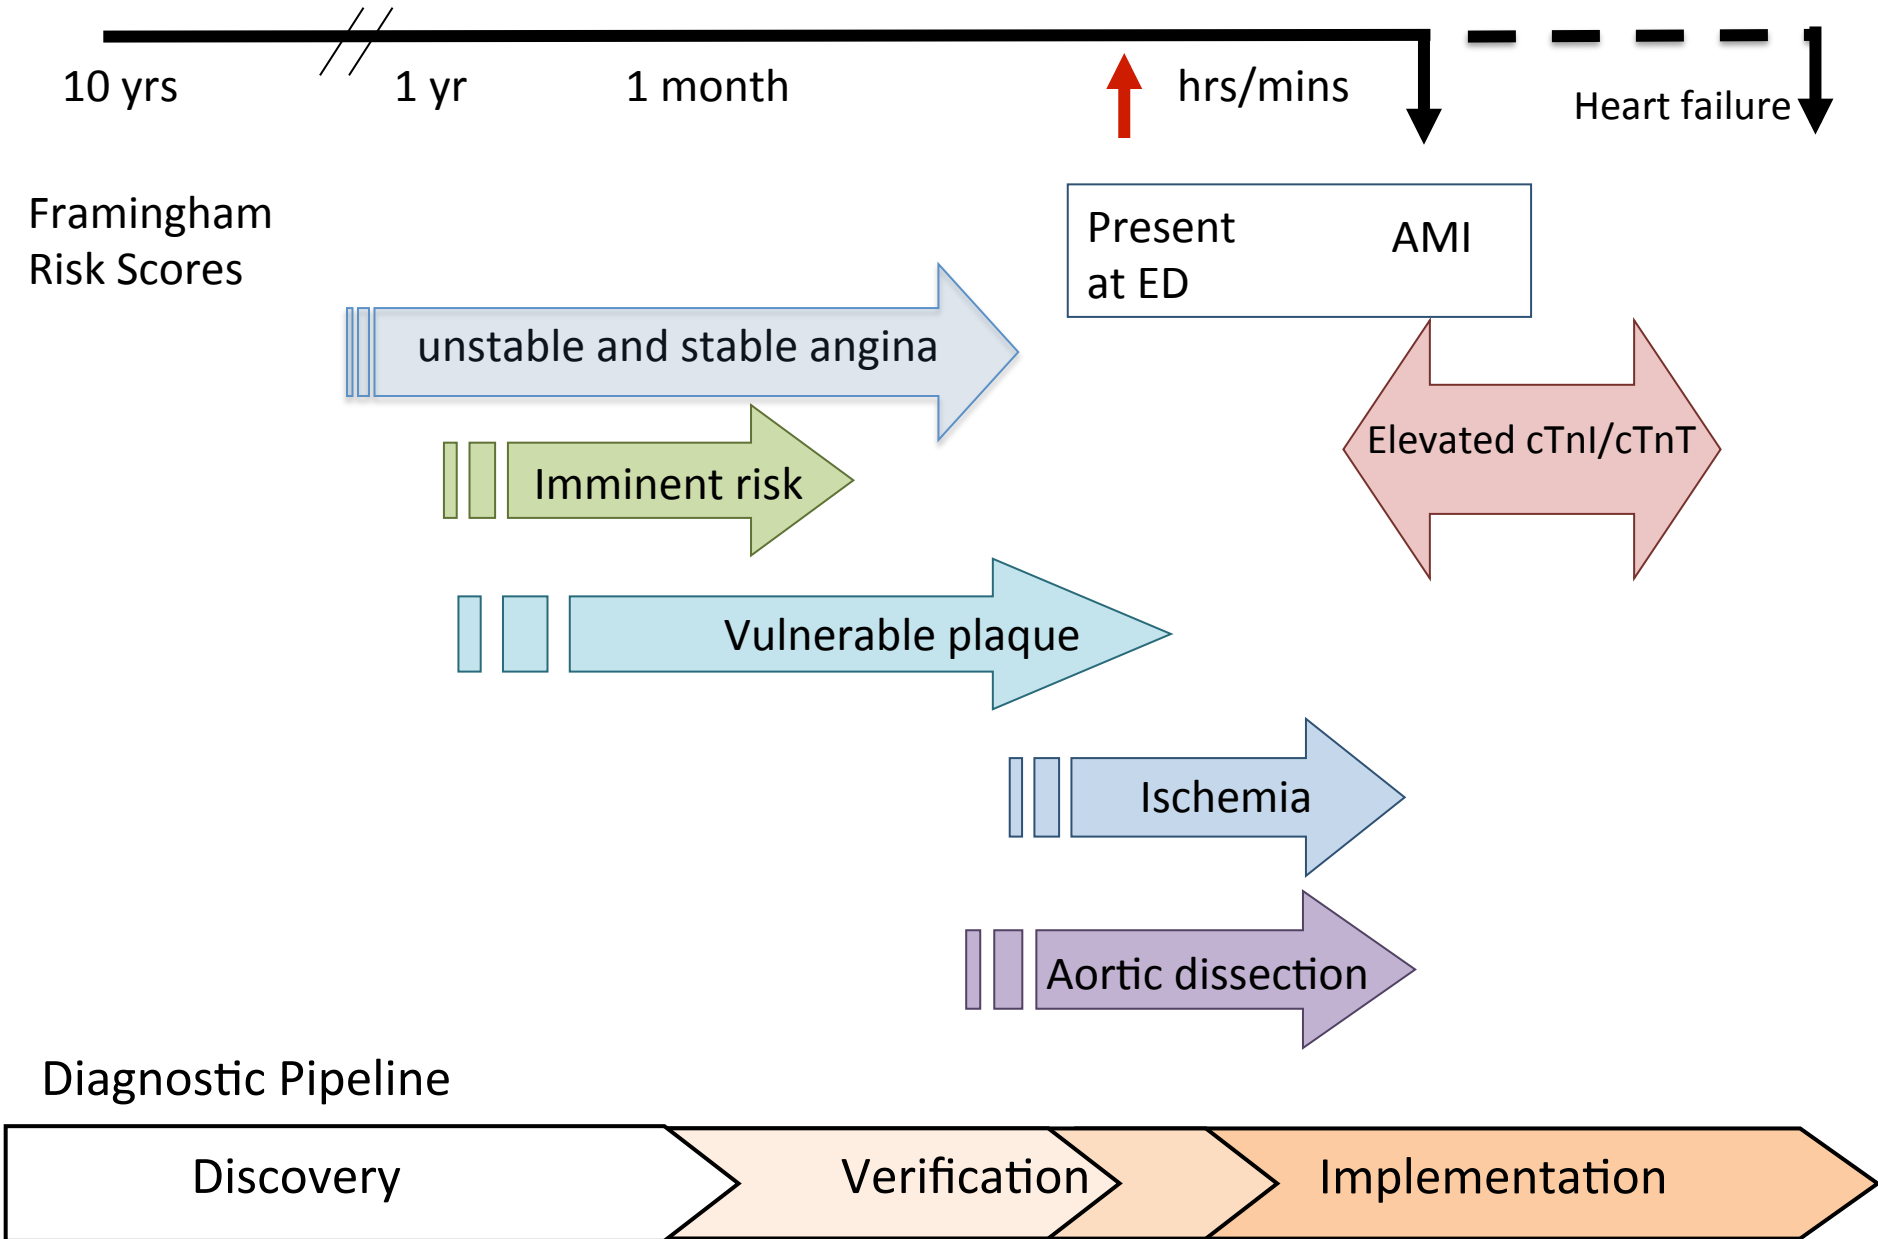 10 yrs
1 yr
1 month
hrs/mins
Heart failure
Framingham
Risk Scores
Present
at ED
AMI
unstable and stable angina
Elevated cTnI/cTnT
Imminent risk
Vulnerable plaque
Ischemia
Aortic dissection
Diagnostic Pipeline
Discovery
Verification
Implementation